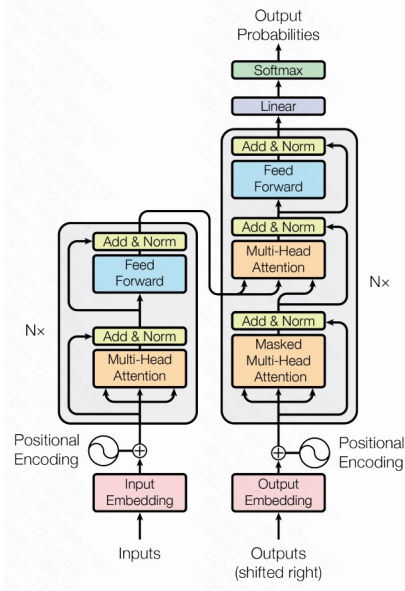 Output
Probabilities
Softmax
Linear
Add & Norm
Feed
Forward
Add & Norm
Multi-Head
Attention
Add & Norm
Masked
Multi-Head
Attention
Nx
Add & Norm
Feed
Forward
Add & Norm
Multi-Head
Attention
Nx
Positional
Encoding
Positional
Encoding
Input
Embedding
Output
Embedding
Inputs
Outputs
(shifted right)